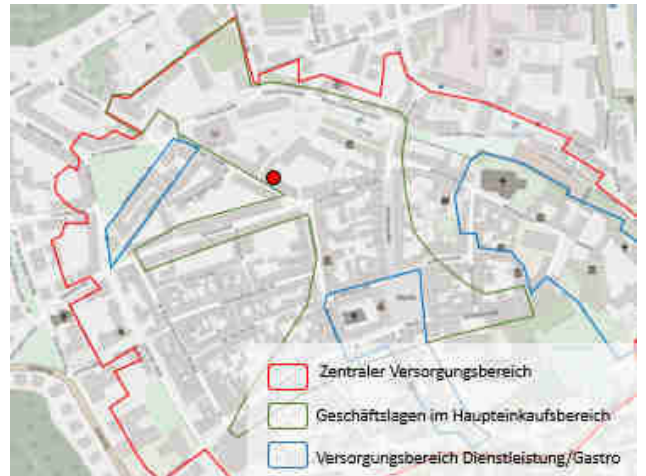 Zentraler Versorgungsbereich
Geschäftslagen im Haupteinkaufsbereich
Versorgungsbereich Dienstleistung/Gastro